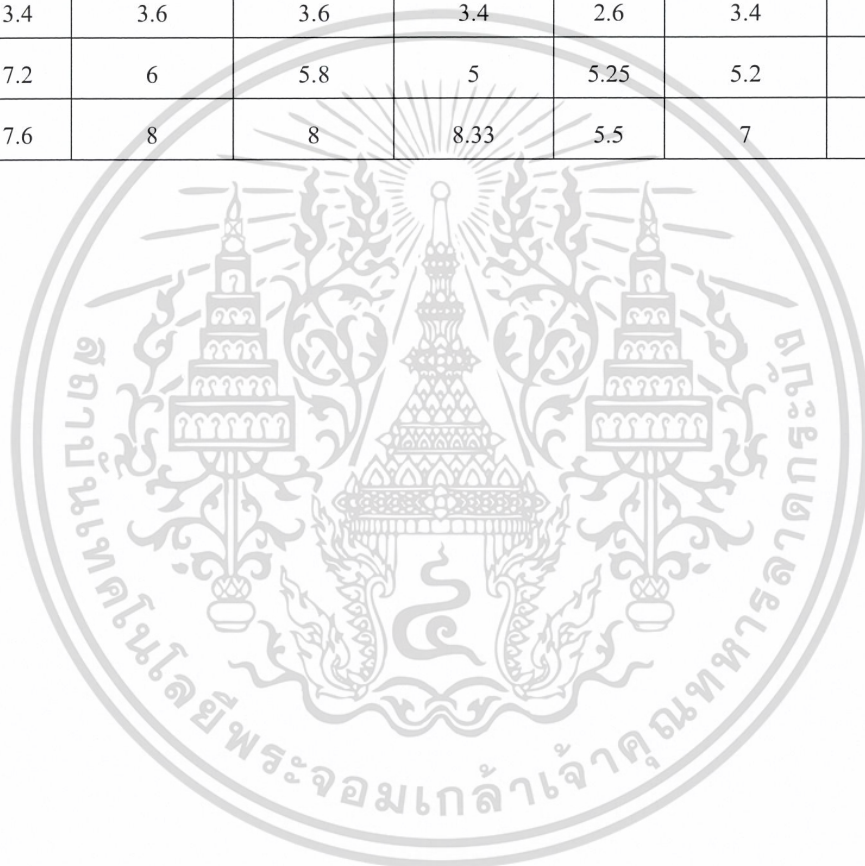 3.4 3.6 3.6 3.4 2.6 3.4
7.2 6 5.8 5 5.25 5.2
7.6 8 8 8.33 5.5 7
๔
สถาบันเทคโนโลยีพระจอมเกล้าเจ้าคุณทหารลาดกระบัง